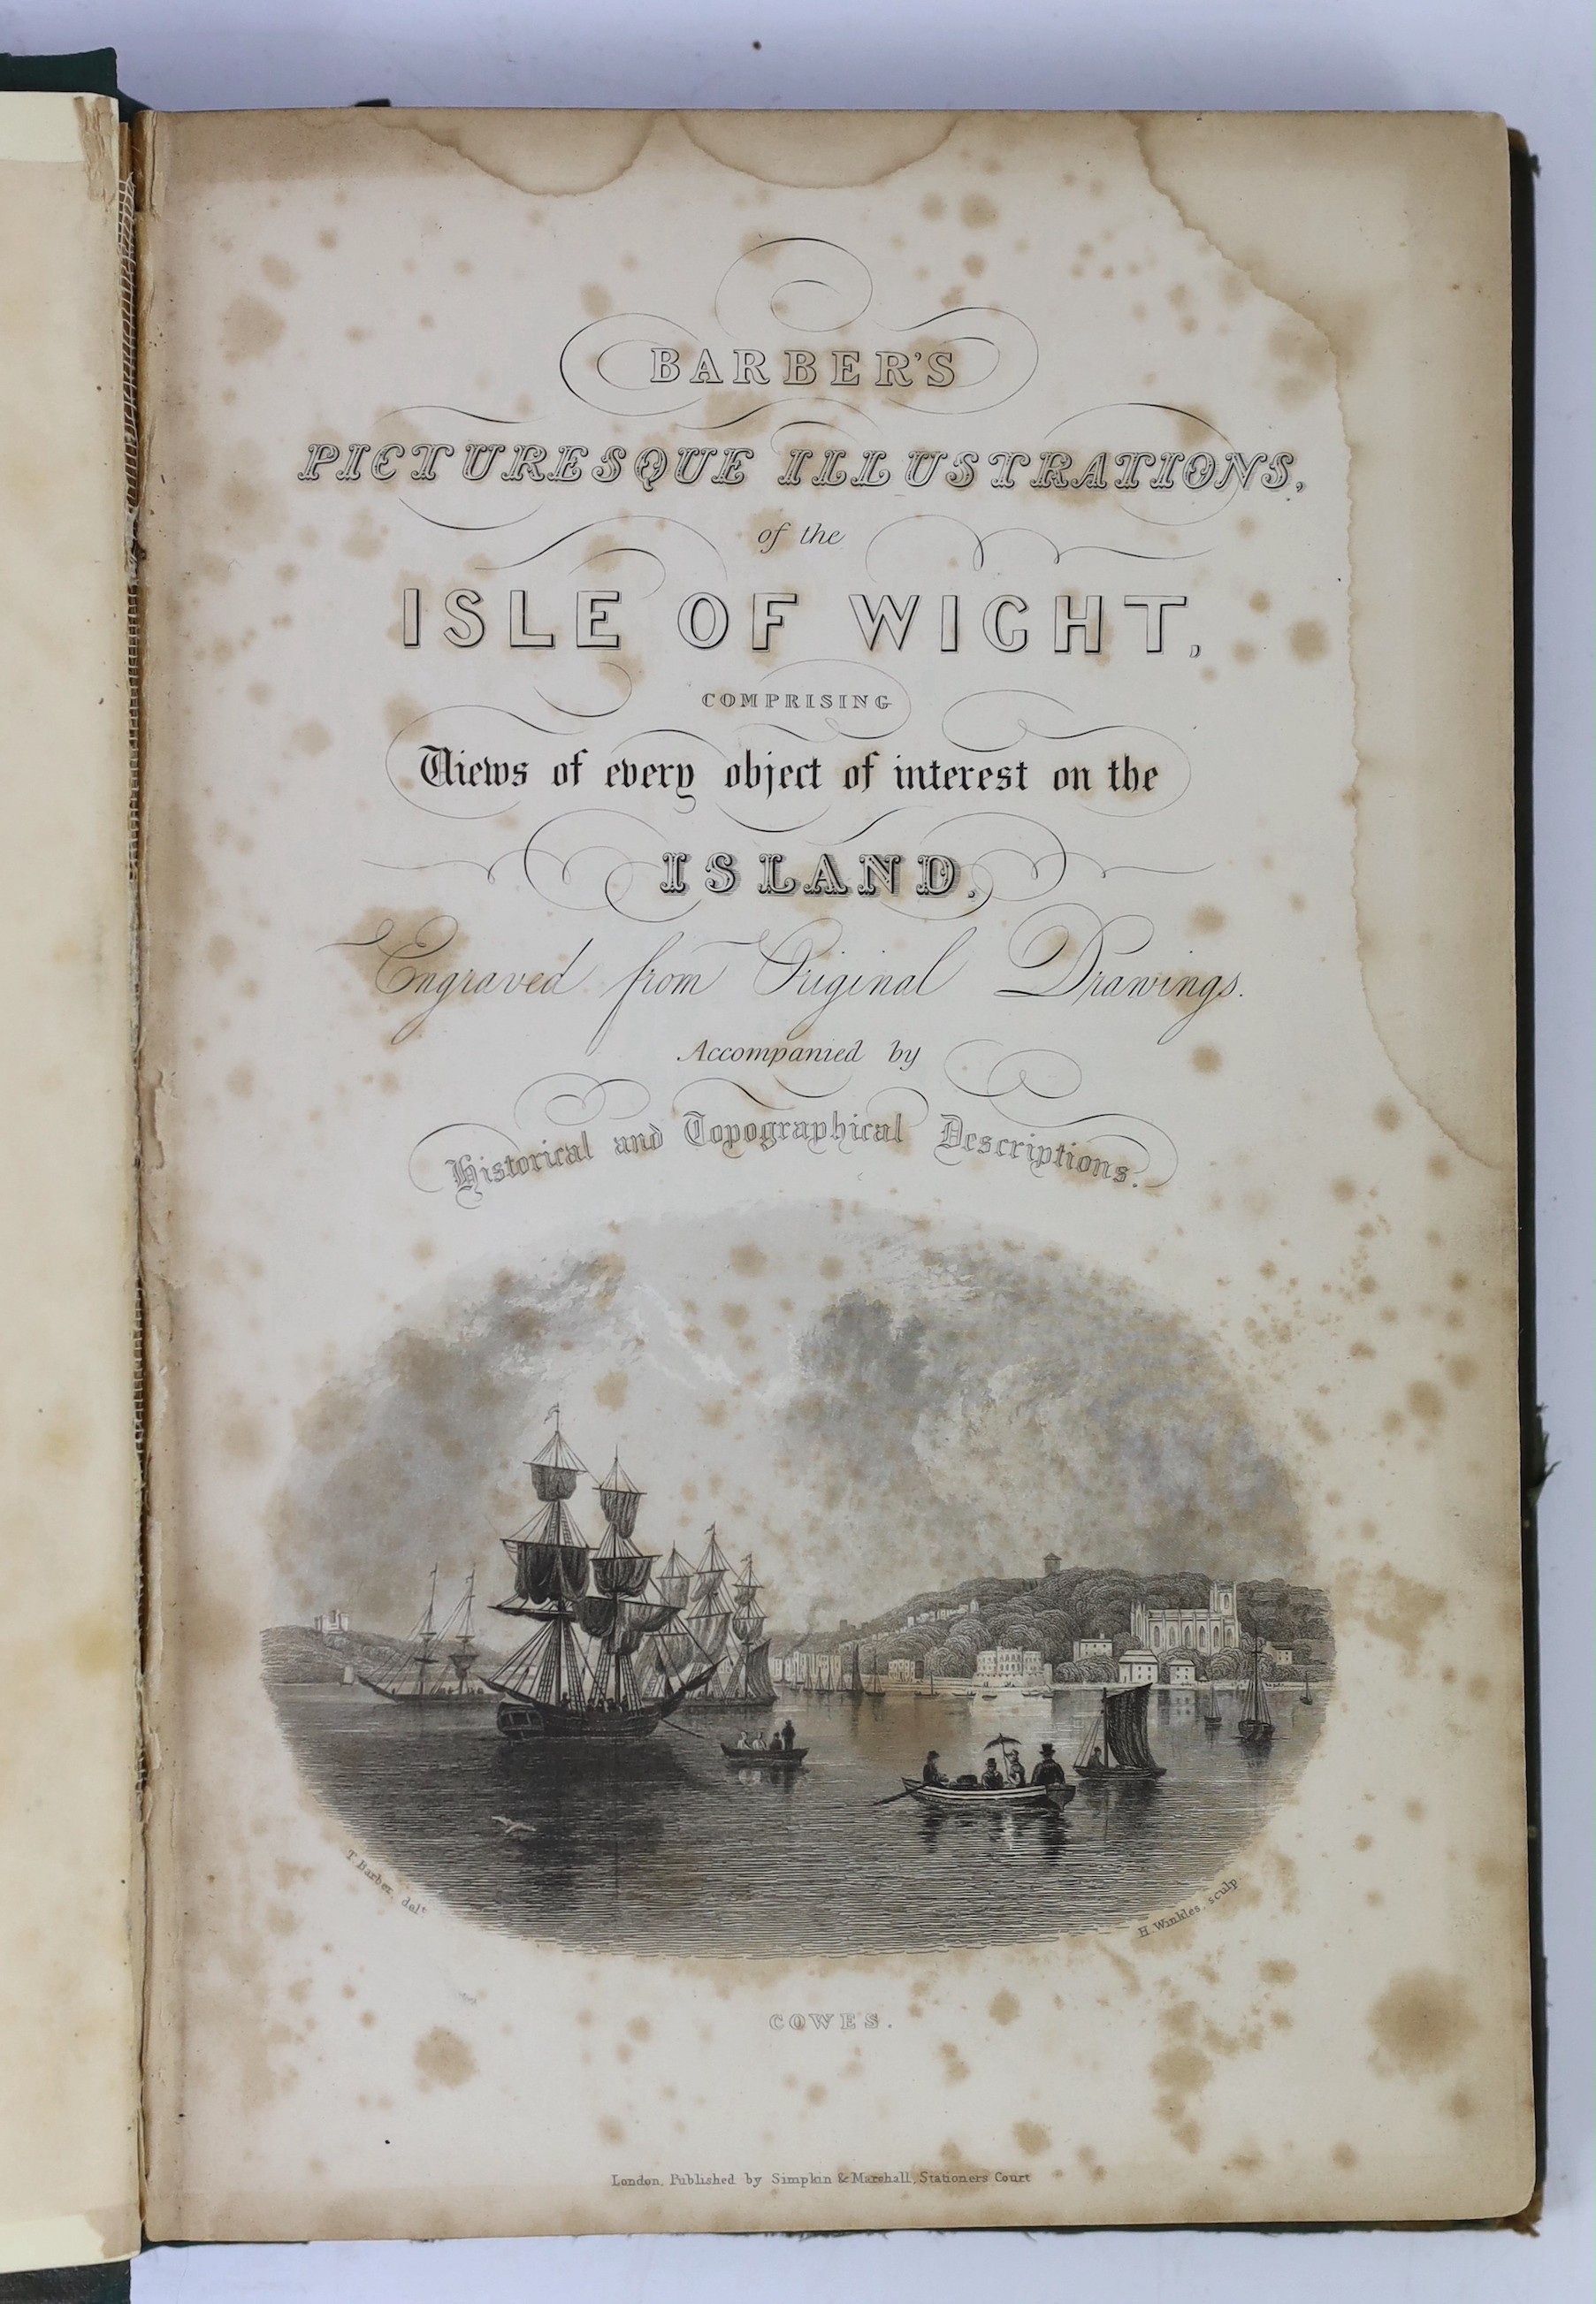 BARBER'S
PICTURESQUE ILLUSTRATIONS,
of the
ISLE OF WIGHT,
COMPRISING
Views of every object of interest on the
ISLAND.
Engraved from Original Drawings.
Accompanied by
Historical and Topographical Descriptions.
T. Barber, delt.
H. Winkles, sculp
COWES.
London, Published by Simpkin & Marshall, Stationers Court